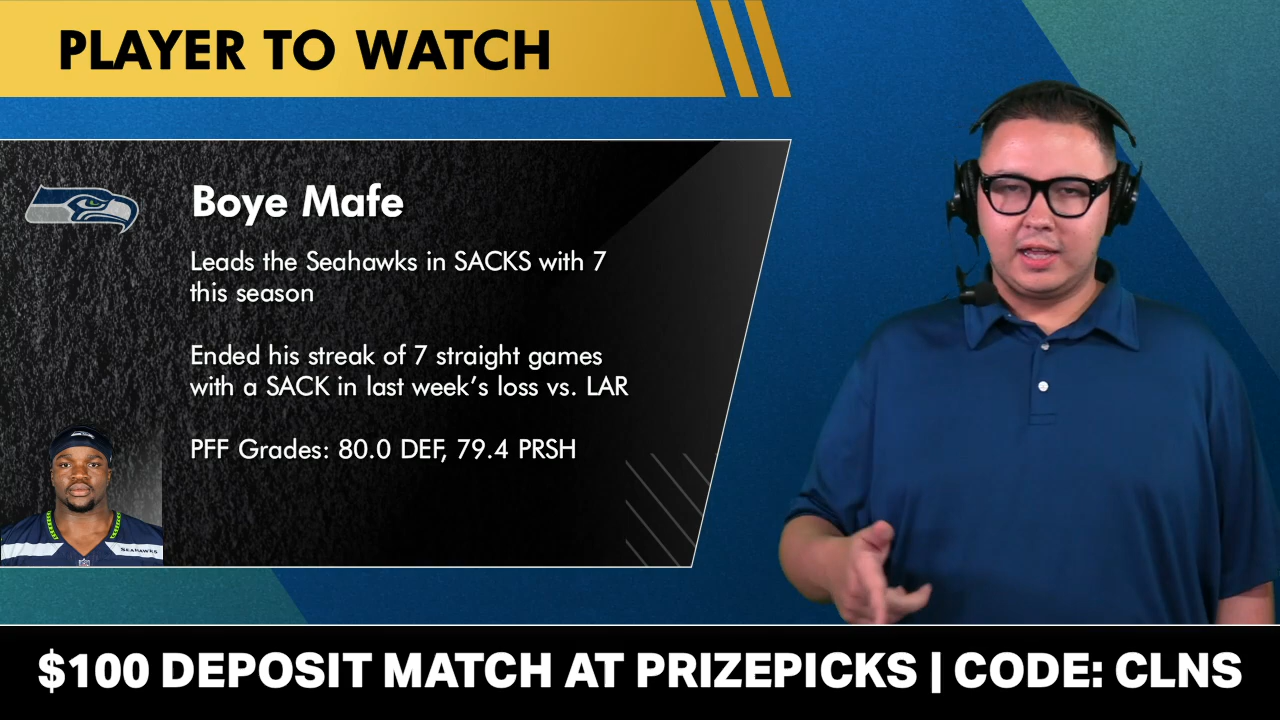 PLAYER TO WATCH
Boye Mafe
Leads the Seahawks in SACKS with 7
this season
Ended his streak of 7 straight games
with a SACK in last week's loss vs. LAR
PFF Grades: 80.0 DEF, 79.4 PRSH
SEAHAWKS
$100 DEPOSIT MATCH AT PRIZEPICKS | CODE: CLNS